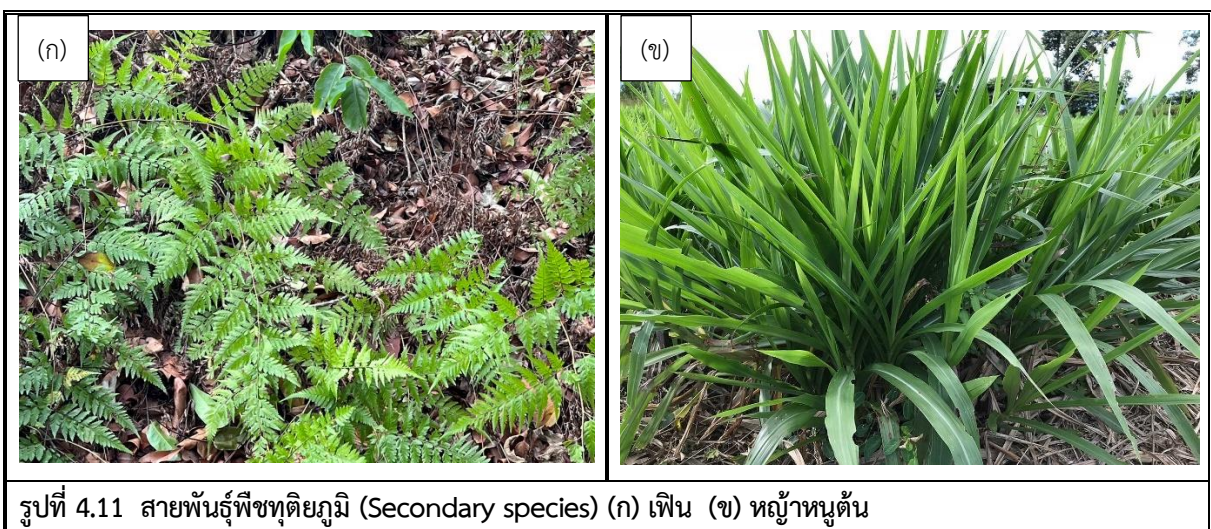 (ก)
(ข)
รูปที่ 4.11 สายพันธุ์พืชทุติยภูมิ (Secondary species) (ก) เฟิน (ข) หญ้าหนูต้น